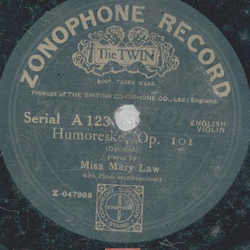 ZONOPHONE RECORD
The TWIN
REGT. TRADE MARK.
Product of THE BRITISH ZONOPHONE CO., Ltd., England.
Serial A 123
ENGLISH
VIOLIN
Humoreske, Op. 101
(DVORAK)
played by
Miss Mary Law
with Piano accompaniment
Z-047908